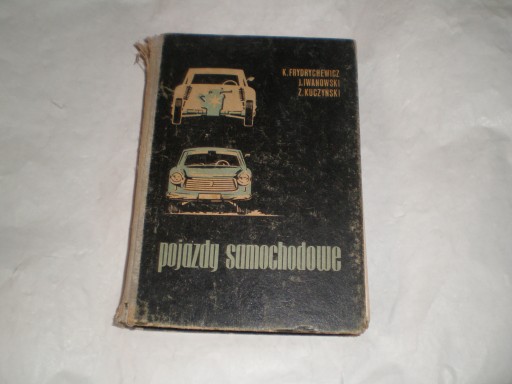 K. FRYDRYCHEWICZ
J. IWANOWSKI
Z. KUCZYŃSKI
pojazdy samochodowe